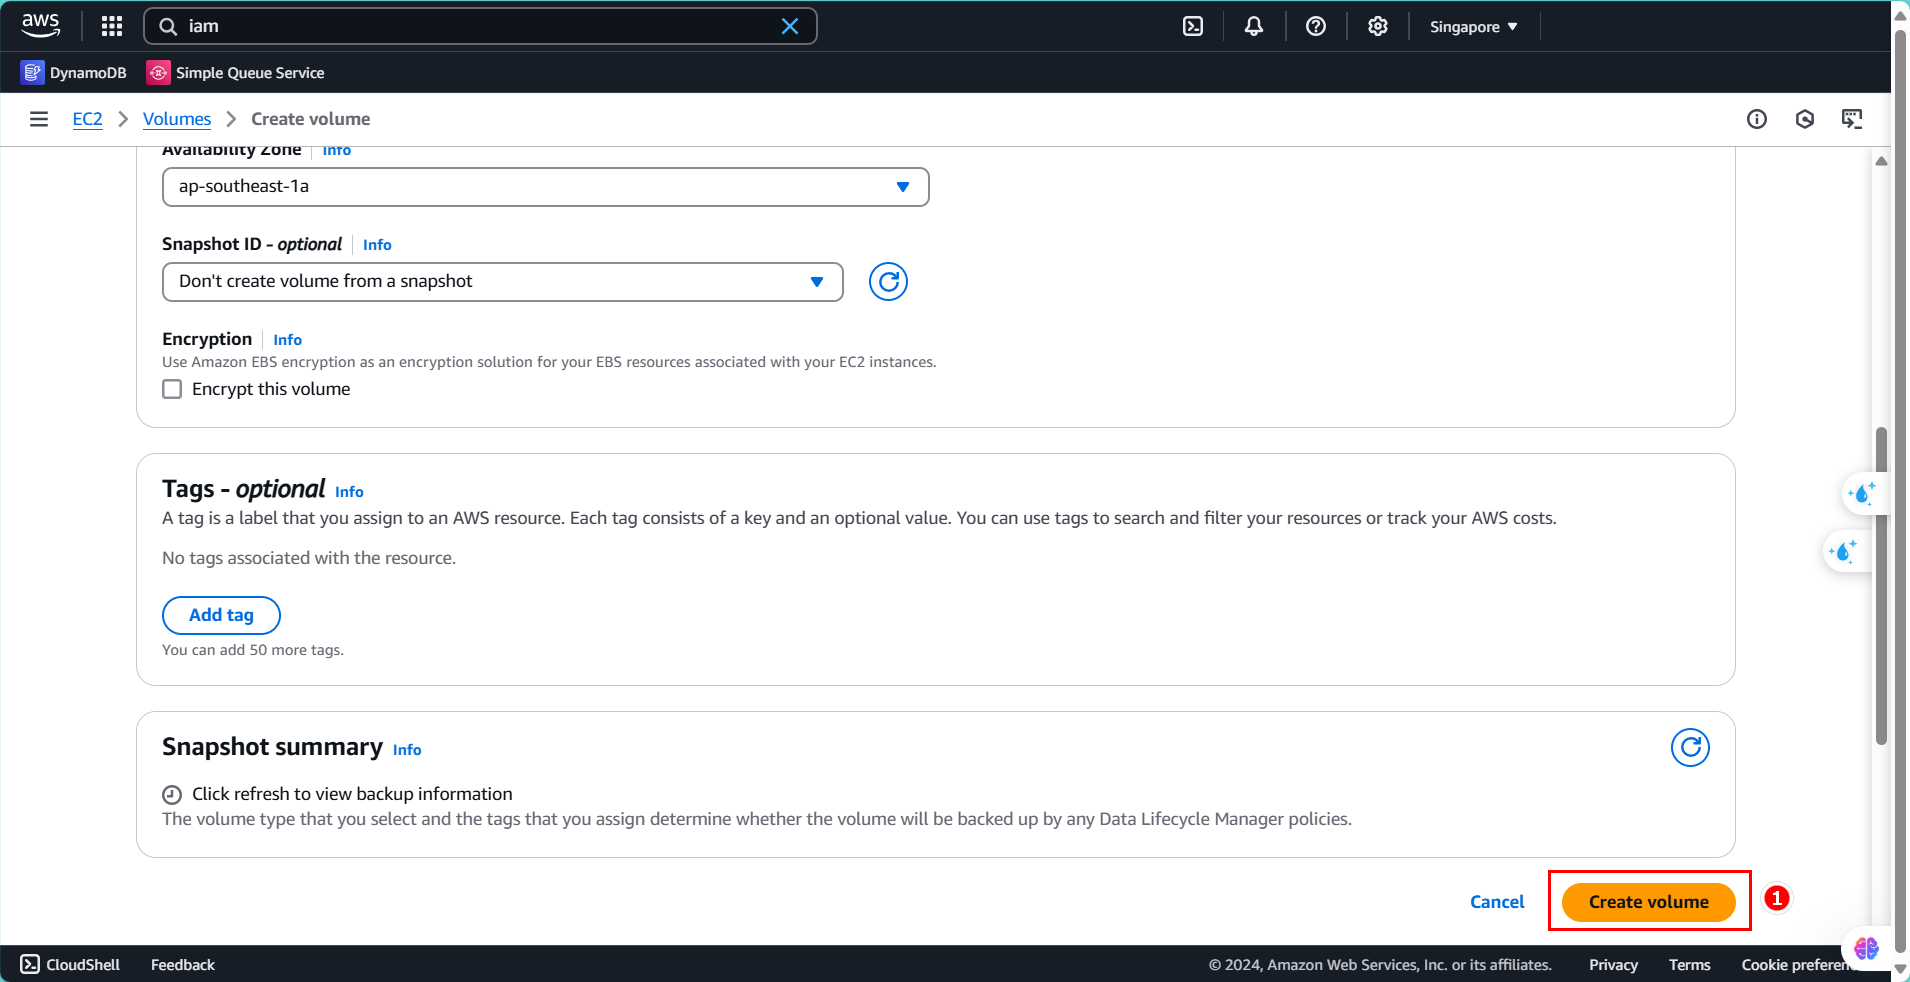 aws
iam
Singapore
DynamoDB
Simple Queue Service
EC2
Volumes
Create volume
Availability Zone
Info
ap-southeast-1a
Snapshot ID - optional
Info
Don't create volume from a snapshot
Encryption
Info
Use Amazon EBS encryption as an encryption solution for your EBS resources associated with your EC2 instances.
Encrypt this volume
Tags - optional
Info
A tag is a label that you assign to an AWS resource. Each tag consists of a key and an optional value. You can use tags to search and filter your resources or track your AWS costs.
No tags associated with the resource.
Add tag
You can add 50 more tags.
Snapshot summary
Info
Click refresh to view backup information
The volume type that you select and the tags that you assign determine whether the volume will be backed up by any Data Lifecycle Manager policies.
Cancel
Create volume
1
CloudShell
Feedback
© 2024, Amazon Web Services, Inc. or its affiliates.
Privacy
Terms
Cookie